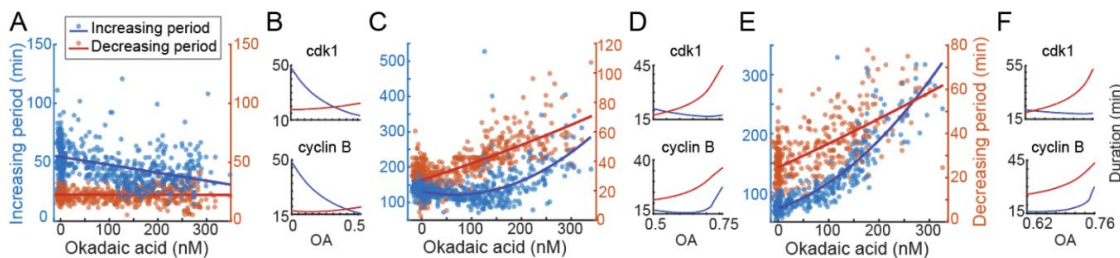 A
Increasing period
Decreasing period
Increasing period (min)
150
100
50
0
150
100
50
0
0
100
200
300
Okadaic acid (nM)
B
cdk1
50
10
cyclin B
50
15
0
0.5
OA
C
500
400
300
200
100
120
100
80
60
40
20
0
0
100
200
300
Okadaic acid (nM)
D
cdk1
45
15
cyclin B
40
15
0.5
0.75
OA
E
350
300
250
200
150
100
80
60
40
20
0
Decreasing period (min)
0
100
200
300
Okadaic acid (nM)
F
cdk1
55
15
cyclin B
45
15
0.62
0.76
OA
Duration (min)